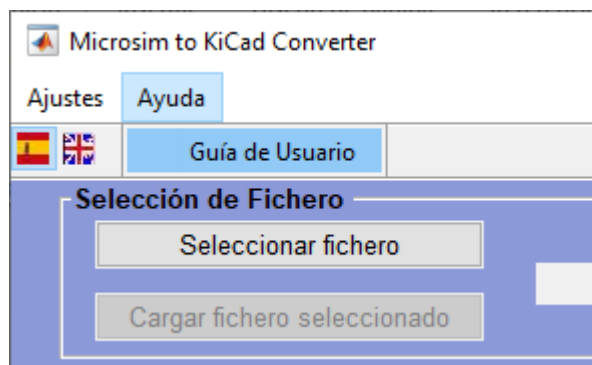 Microsim to KiCad Converter
Ajustes Ayuda
Guía de Usuario
Selección de Fichero
Seleccionar fichero
Cargar fichero seleccionado